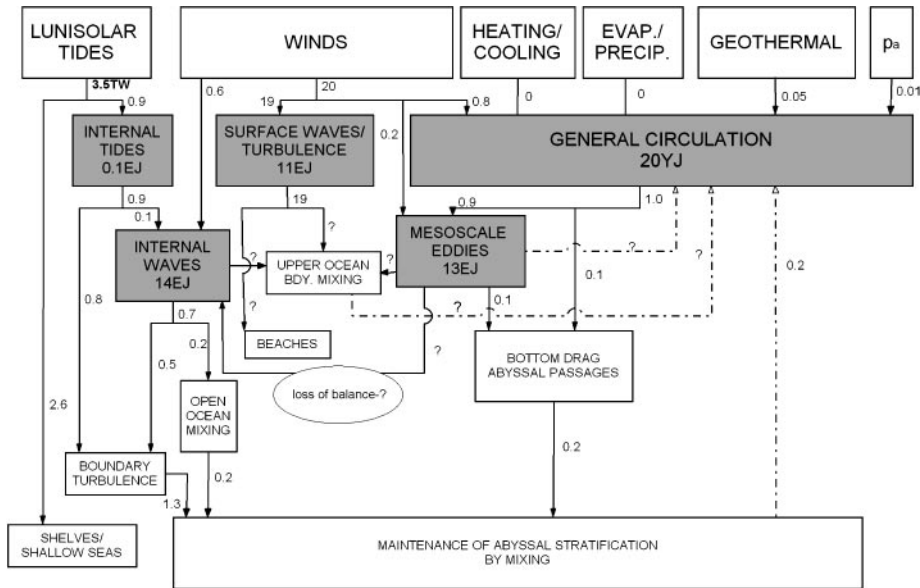 LUNISOLAR
TIDES
WINDS
HEATING/
COOLING
EVAP./
PRECIP.
GEOTHERMAL
pa
3.5TW
0.9
0.6
20
19
0.2
0.8
0
0
0.05
0.01
INTERNAL
TIDES
0.1EJ
SURFACE WAVES/
TURBULENCE
11EJ
GENERAL CIRCULATION
20YJ
0.9
0.1
19
?
0.9
1.0
INTERNAL
WAVES
14EJ
?
UPPER OCEAN
BDY. MIXING
?
MESOSCALE
EDDIES
13EJ
?
?
0.2
0.8
?
0.1
0.1
?
0.7
0.2
0.5
BEACHES
?
BOTTOM DRAG
ABYSSAL PASSAGES
loss of balance-?
2.6
OPEN
OCEAN
MIXING
0.2
BOUNDARY
TURBULENCE
0.2
1.3
SHELVES/
SHALLOW SEAS
MAINTENANCE OF ABYSSAL STRATIFICATION
BY MIXING